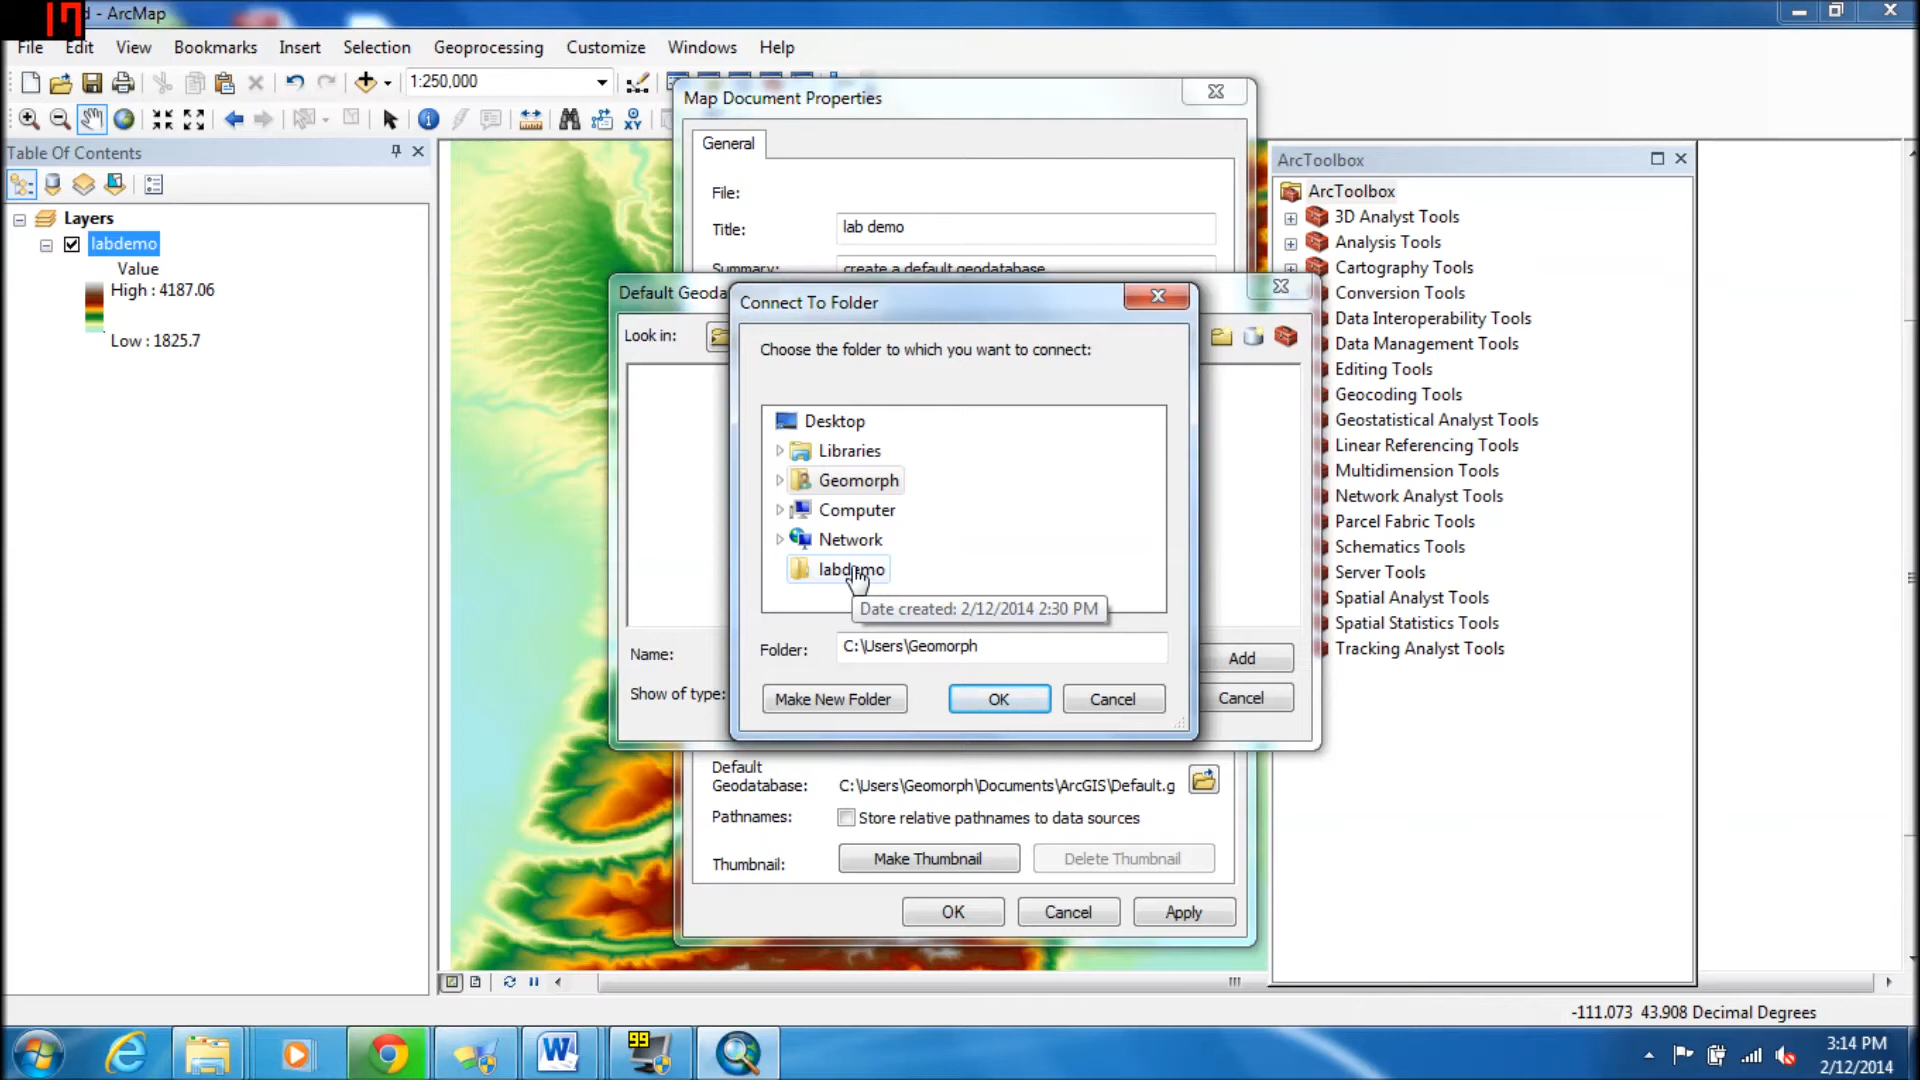 17
d - ArcMap
File Edit View Bookmarks Insert Selection Geoprocessing Customize Windows Help
1:250,000
Table Of Contents
Layers
labdemo
Value
High : 4187.06
Low : 1825.7
Map Document Properties
General
File:
Title: lab demo
Summary: create a default geodatabase
Default Geoda
Look in:
Name:
Show of type:
Add
Cancel
Connect To Folder
Choose the folder to which you want to connect:
Desktop
Libraries
Geomorph
Computer
Network
labdemo
Date created: 2/12/2014 2:30 PM
Folder: C:\Users\Geomorph
Make New Folder OK Cancel
Default
Geodatabase: C:\Users\Geomorph\Documents\ArcGIS\Default.g
Pathnames: Store relative pathnames to data sources
Thumbnail: Make Thumbnail Delete Thumbnail
OK Cancel Apply
ArcToolbox
ArcToolbox
3D Analyst Tools
Analysis Tools
Cartography Tools
Conversion Tools
Data Interoperability Tools
Data Management Tools
Editing Tools
Geocoding Tools
Geostatistical Analyst Tools
Linear Referencing Tools
Multidimension Tools
Network Analyst Tools
Parcel Fabric Tools
Schematics Tools
Server Tools
Spatial Analyst Tools
Spatial Statistics Tools
Tracking Analyst Tools
-111.073 43.908 Decimal Degrees
99
3:14 PM
2/12/2014